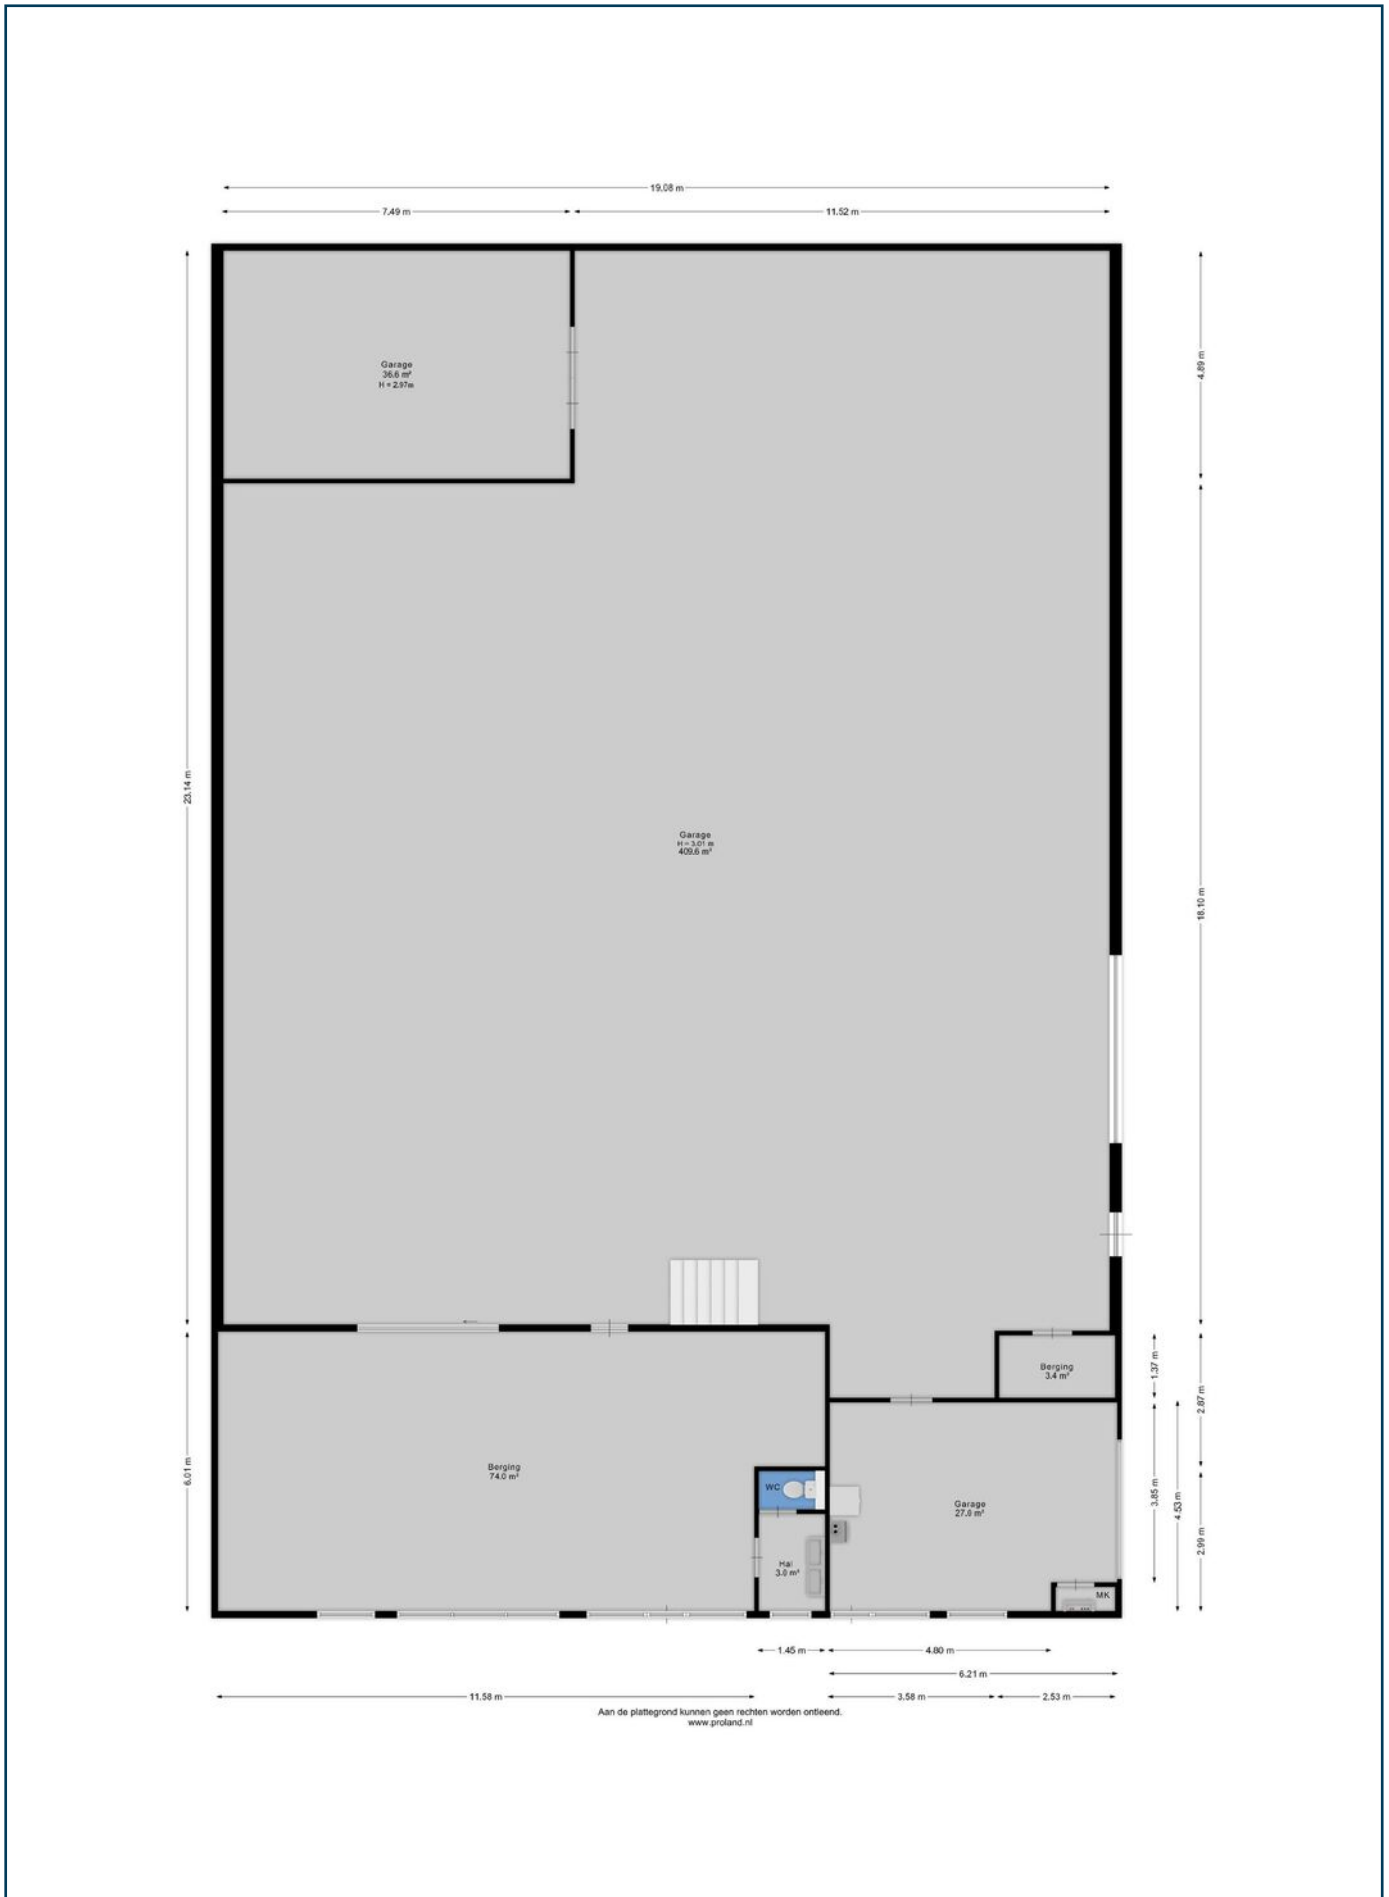 19.08 m
7.49 m
11.52 m
4.89 m
Garage
36.6 m²
H = 2.97m
23.14 m
Garage
H = 3.01 m
409.6 m²
18.10 m
Berging
3.4 m²
1.37 m
2.87 m
6.01 m
Berging
74.0 m²
WC
Garage
27.0 m²
3.85 m
4.53 m
2.99 m
Hal
3.0 m²
MK
1.45 m
4.80 m
6.21 m
11.58 m
3.58 m
2.53 m
Aan de plattegrond kunnen geen rechten worden ontleend.
www.proland.nl